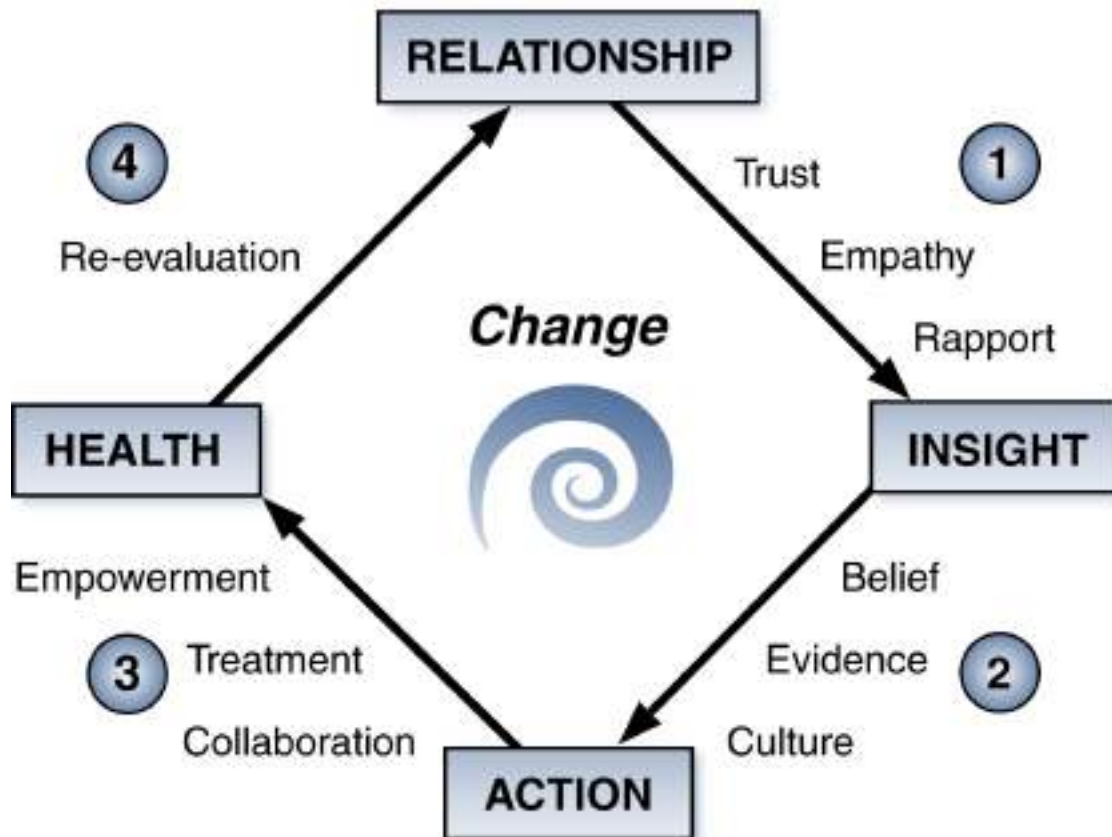 RELATIONSHIP
4
1
Trust
Re-evaluation
Empathy
Change
Rapport
HEALTH
INSIGHT
Empowerment
Belief
3
Treatment
Evidence
2
Collaboration
Culture
ACTION